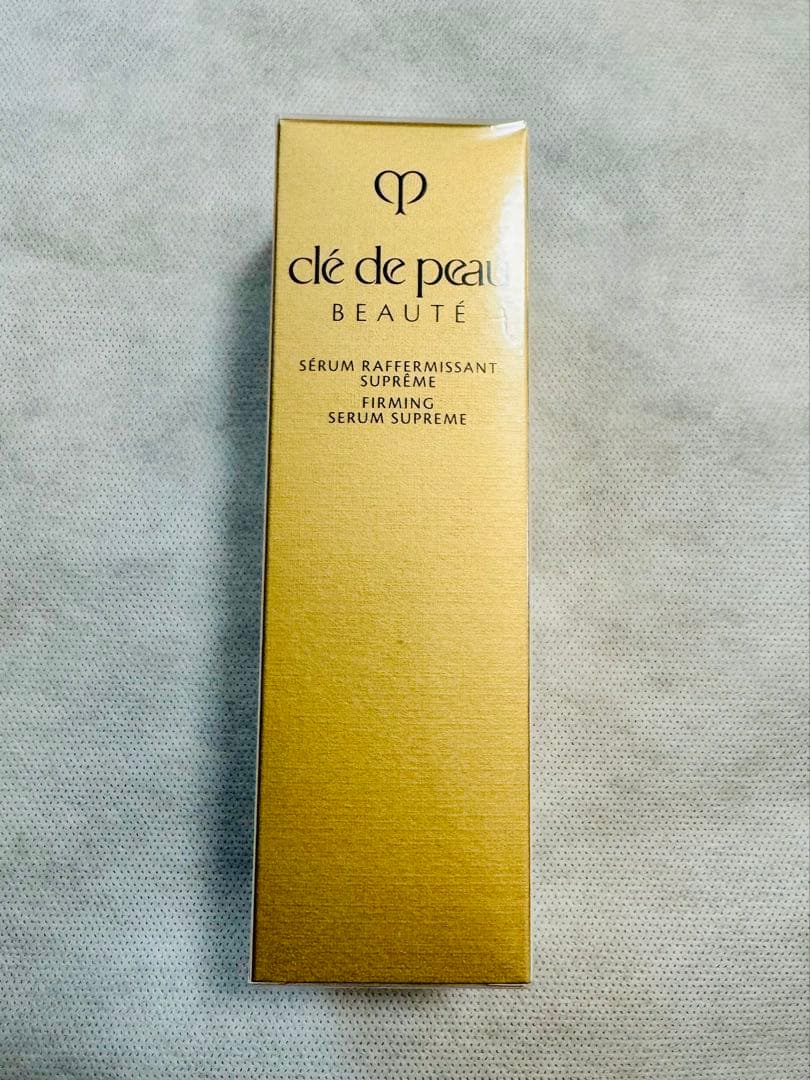 clé de peau
BEAUTÉ
SÉRUM RAFFERMISSANT
SUPRÊME
FIRMING
SERUM SUPREME